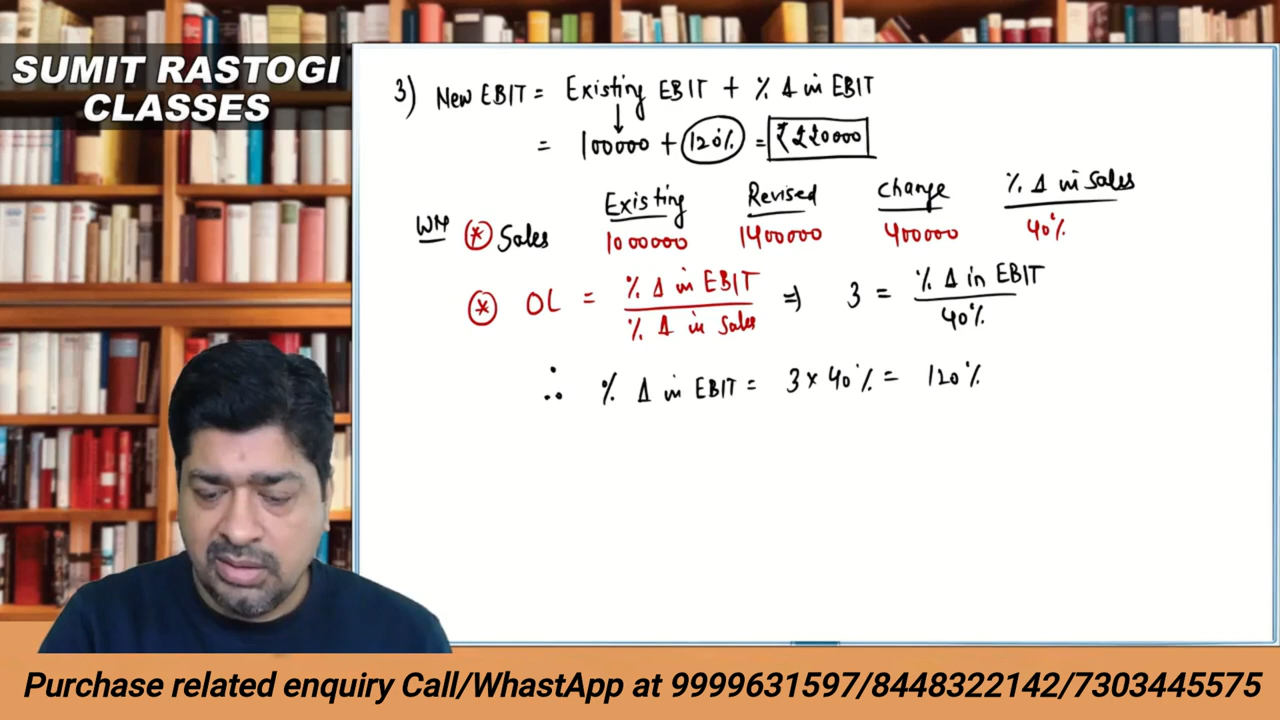 SUMIT RASTOGI
CLASSES
3) New EBIT = Existing EBIT + % Δ in EBIT
= 100000 + 120% = ₹220000
Existing Revised Change % Δ in Sales
WN * Sales 1000000 1400000 400000 40%
* OL = % Δ in EBIT / % Δ in Sales ⇒ 3 = % Δ in EBIT / 40%
∴ % Δ in EBIT = 3 × 40% = 120%
Purchase related enquiry Call/WhastApp at 9999631597/8448322142/7303445575